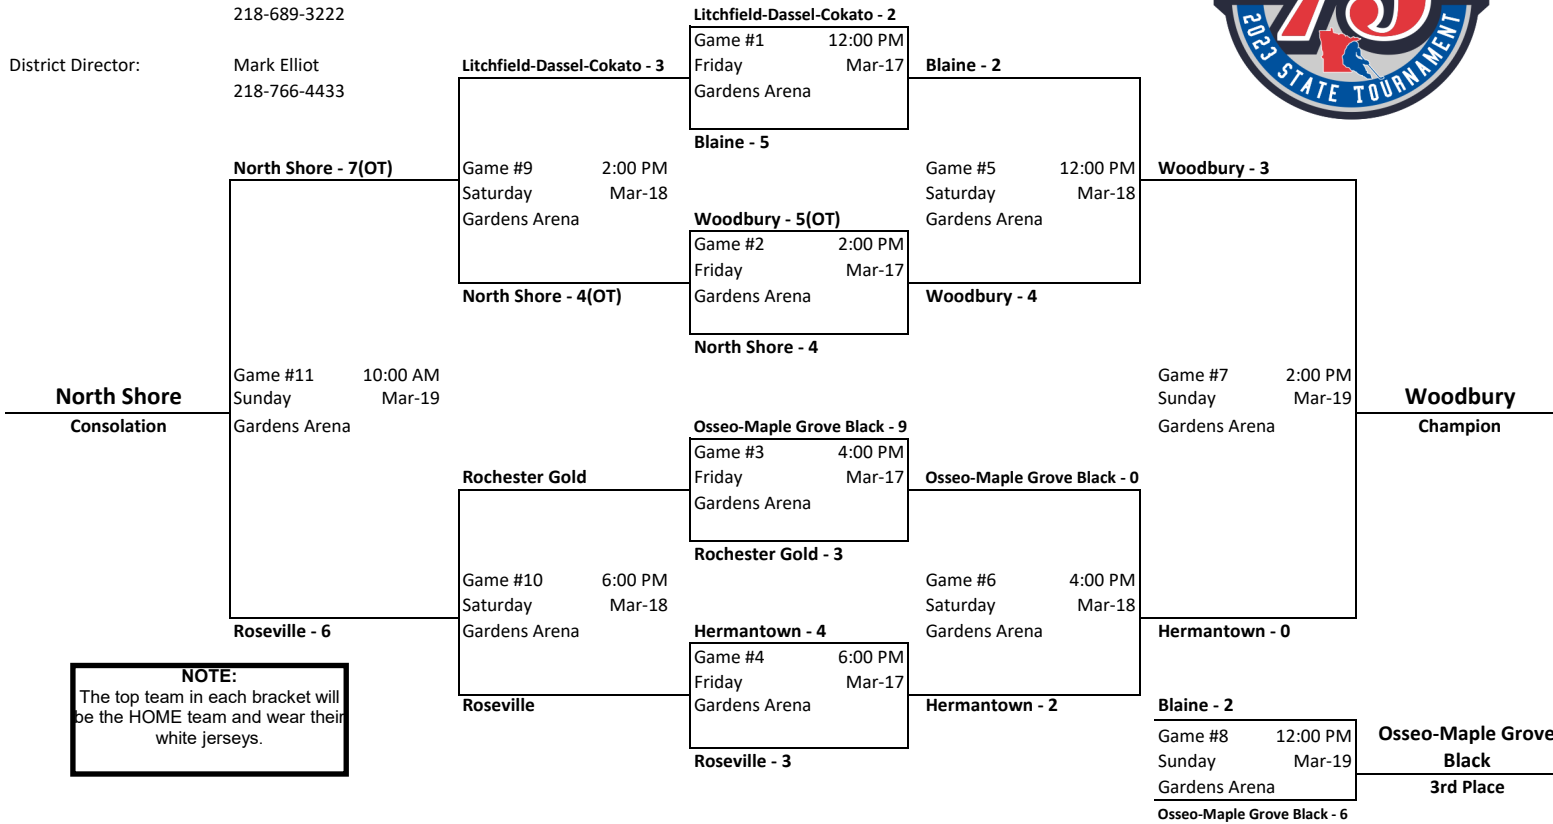 218-689-3222
District Director:
Mark Elliot
218-766-4433
75
2023 STATE TOURNAMENT
Litchfield-Dassel-Cokato - 2
Game #1 12:00 PM
Friday Mar-17
Gardens Arena
Blaine - 5
Litchfield-Dassel-Cokato - 3
Blaine - 2
North Shore - 7(OT)
Game #9 2:00 PM
Saturday Mar-18
Gardens Arena
Game #5 12:00 PM
Saturday Mar-18
Gardens Arena
Woodbury - 3
Woodbury - 5(OT)
Game #2 2:00 PM
Friday Mar-17
Gardens Arena
North Shore - 4
North Shore - 4(OT)
Woodbury - 4
North Shore
Consolation
Game #11 10:00 AM
Sunday Mar-19
Gardens Arena
Game #7 2:00 PM
Sunday Mar-19
Gardens Arena
Woodbury
Champion
Osseo-Maple Grove Black - 9
Game #3 4:00 PM
Friday Mar-17
Gardens Arena
Rochester Gold - 3
Rochester Gold
Osseo-Maple Grove Black - 0
Game #10 6:00 PM
Saturday Mar-18
Gardens Arena
Game #6 4:00 PM
Saturday Mar-18
Gardens Arena
Roseville - 6
Hermantown - 4
Game #4 6:00 PM
Friday Mar-17
Gardens Arena
Roseville - 3
Hermantown - 0
Roseville
Hermantown - 2
NOTE:
The top team in each bracket will
be the HOME team and wear their
white jerseys.
Blaine - 2
Game #8 12:00 PM
Sunday Mar-19
Gardens Arena
Osseo-Maple Grove Black - 6
Osseo-Maple Grove
Black
3rd Place